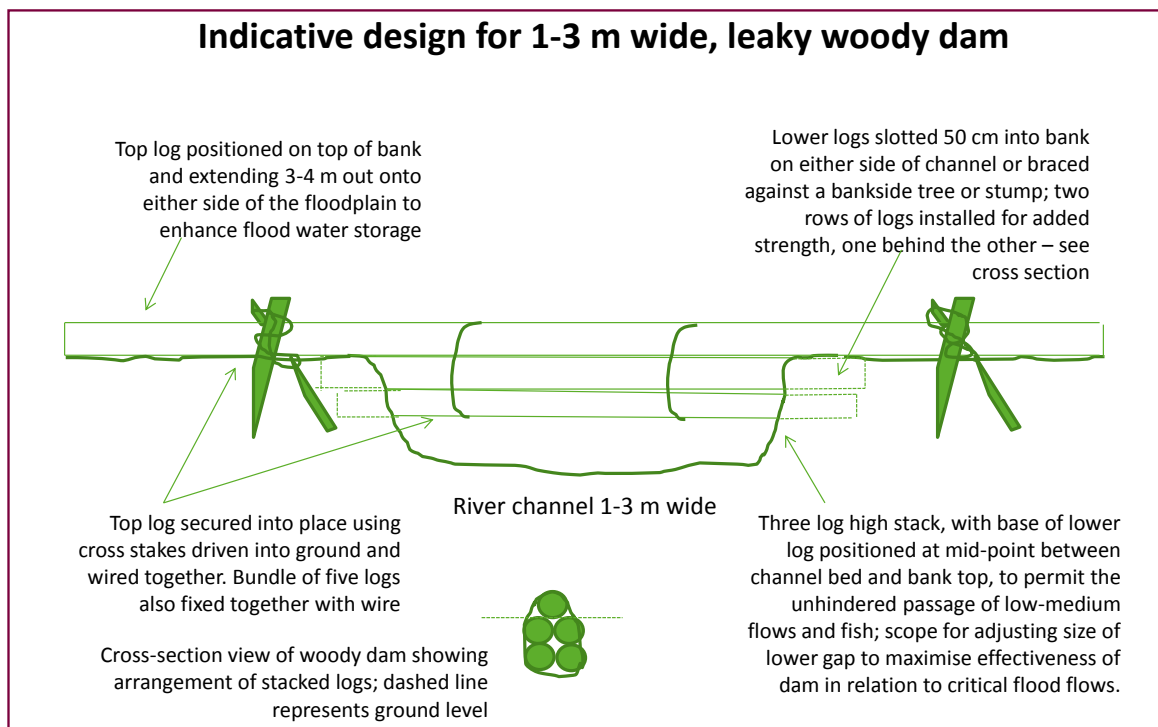 Indicative design for 1-3 m wide, leaky woody dam
Top log positioned on top of bank
and extending 3-4 m out onto
either side of the floodplain to
enhance flood water storage
Lower logs slotted 50 cm into bank
on either side of channel or braced
against a bankside tree or stump; two
rows of logs installed for added
strength, one behind the other – see
cross section
River channel 1-3 m wide
Top log secured into place using
cross stakes driven into ground and
wired together. Bundle of five logs
also fixed together with wire
Three log high stack, with base of lower
log positioned at mid-point between
channel bed and bank top, to permit the
unhindered passage of low-medium
flows and fish; scope for adjusting size of
lower gap to maximise effectiveness of
dam in relation to critical flood flows.
Cross-section view of woody dam showing
arrangement of stacked logs; dashed line
represents ground level